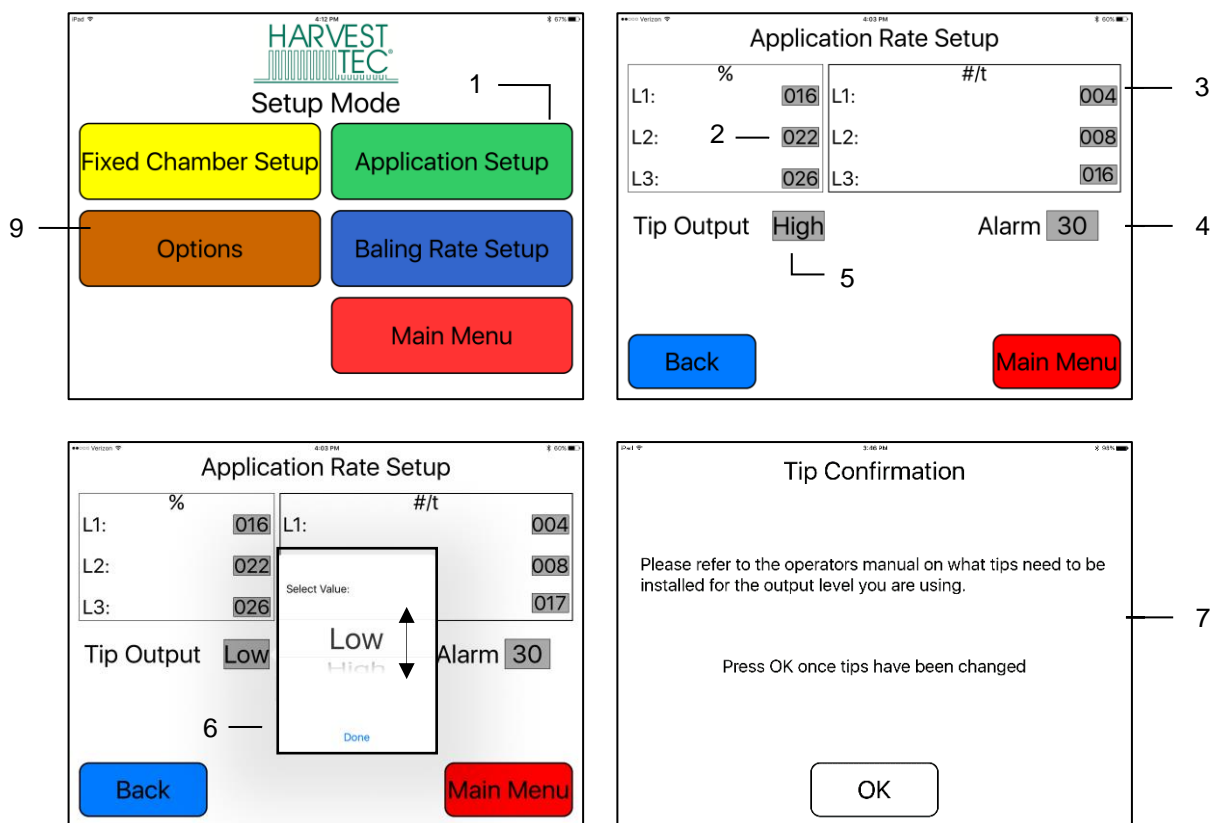 iPad 4:12 PM 67%
HARVEST
TEC®
Setup Mode
1
Fixed Chamber Setup
Application Setup
9
Options
Baling Rate Setup
Main Menu
Verizon 4:03 PM 60%
Application Rate Setup
% #/t
L1: 016 L1: 004
3
2
L2: 022 L2: 008
L3: 026 L3: 016
Tip Output High Alarm 30
4
5
Back Main Menu
Verizon 4:03 PM 60%
Application Rate Setup
% #/t
L1: 016 L1: 004
L2: 022 008
Select Value:
L3: 026 017
Low
High
Tip Output Low Alarm 30
6
Done
Back Main Menu
iPad 3:46 PM 93%
Tip Confirmation
Please refer to the operators manual on what tips need to be
installed for the output level you are using.
7
Press OK once tips have been changed
OK